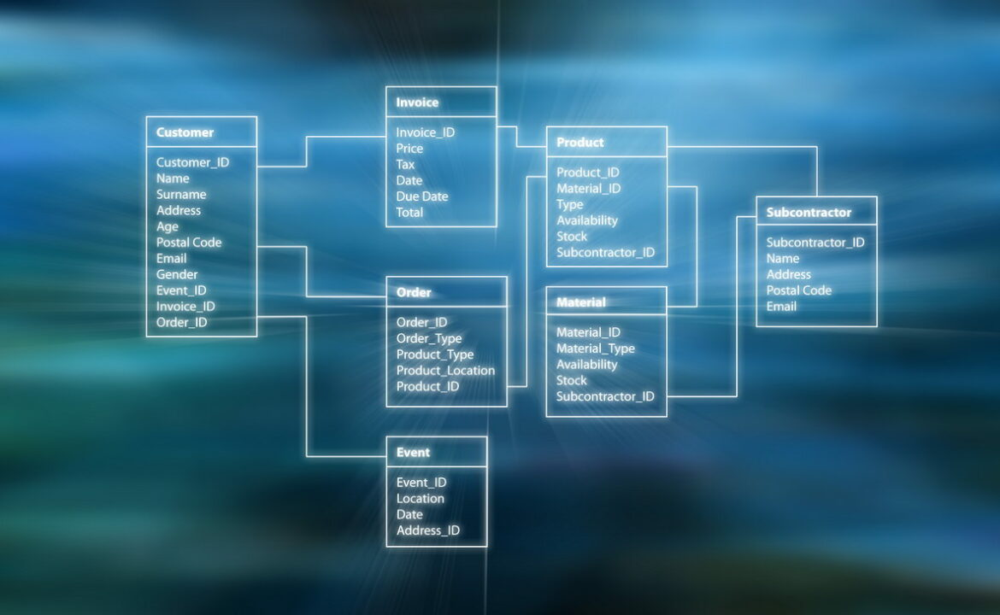 Customer
Customer_ID
Name
Surname
Address
Age
Postal Code
Email
Gender
Event_ID
Invoice_ID
Order_ID
Invoice
Invoice_ID
Price
Tax
Date
Due Date
Total
Order
Order_ID
Order_Type
Product_Type
Product_Location
Product_ID
Event
Event_ID
Location
Date
Address_ID
Product
Product_ID
Material_ID
Type
Availability
Stock
Subcontractor_ID
Material
Material_ID
Material_Type
Availability
Stock
Subcontractor_ID
Subcontractor
Subcontractor_ID
Name
Address
Postal Code
Email